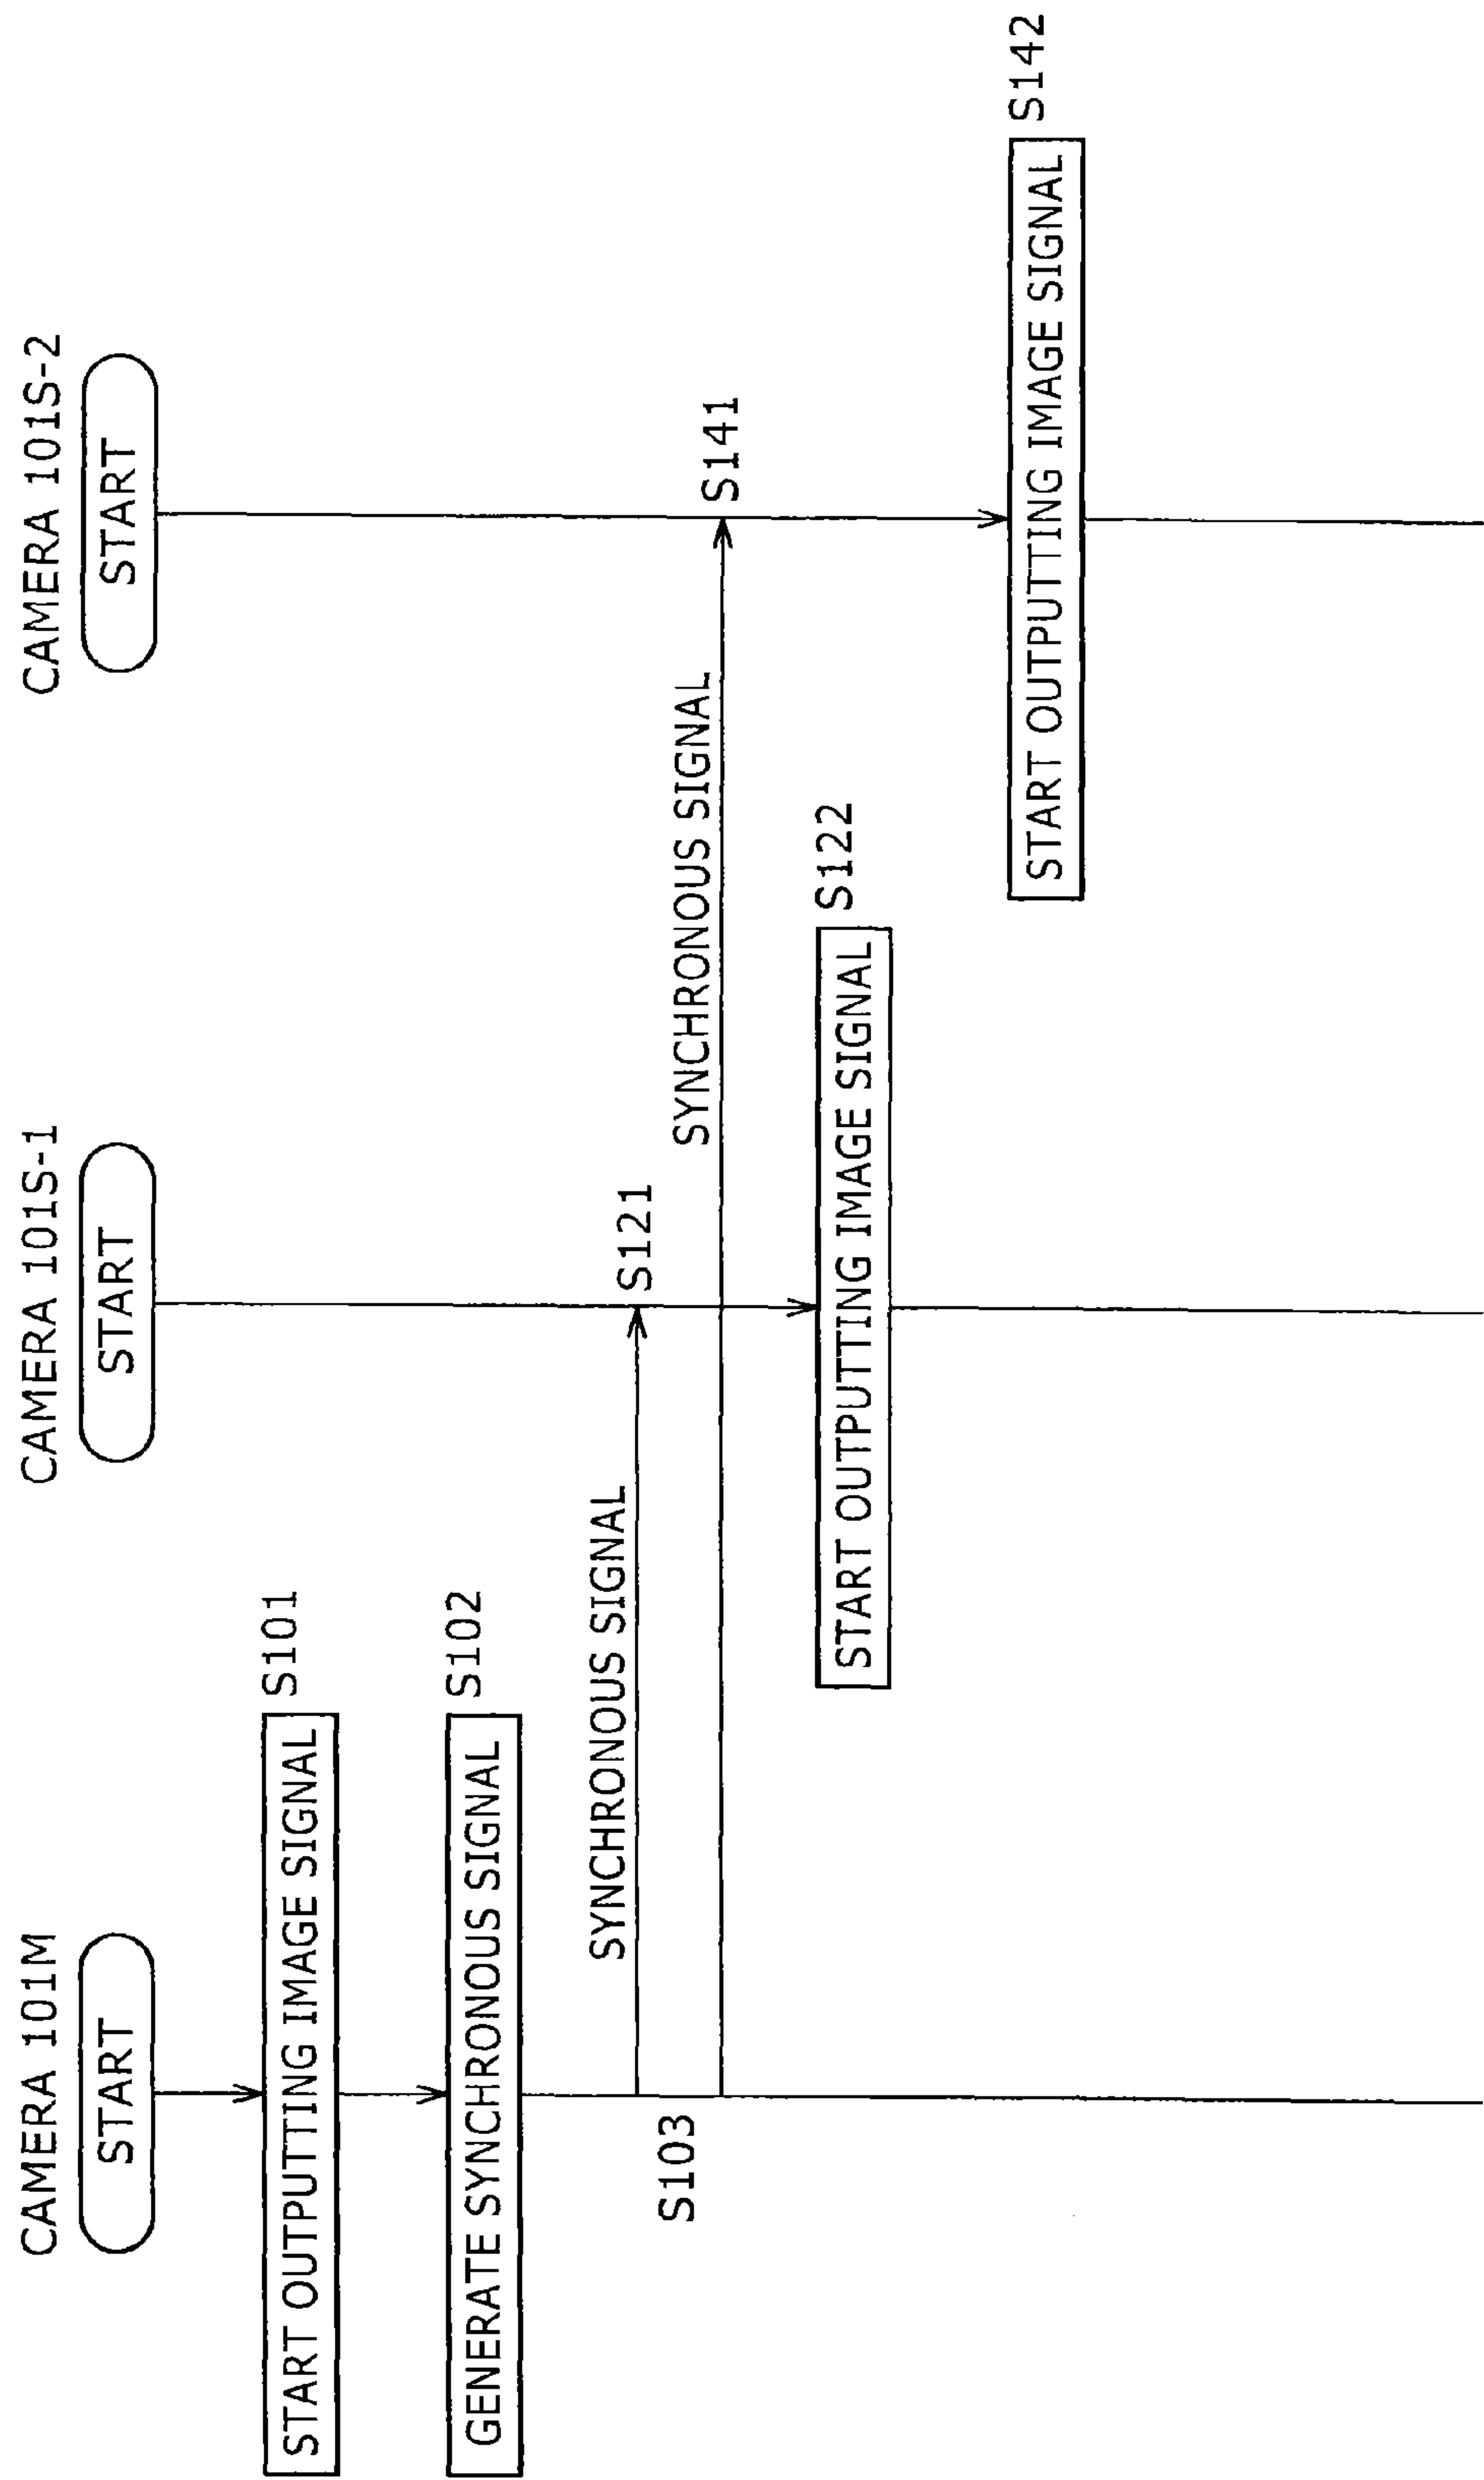 CAMERA 101M
CAMERA 101S-1
CAMERA 101S-2
START
START
START
START OUTPUTTING IMAGE SIGNAL
S101
GENERATE SYNCHRONOUS SIGNAL
S102
SYNCHRONOUS SIGNAL
S121
S103
SYNCHRONOUS SIGNAL
S141
START OUTPUTTING IMAGE SIGNAL
S122
START OUTPUTTING IMAGE SIGNAL
S142